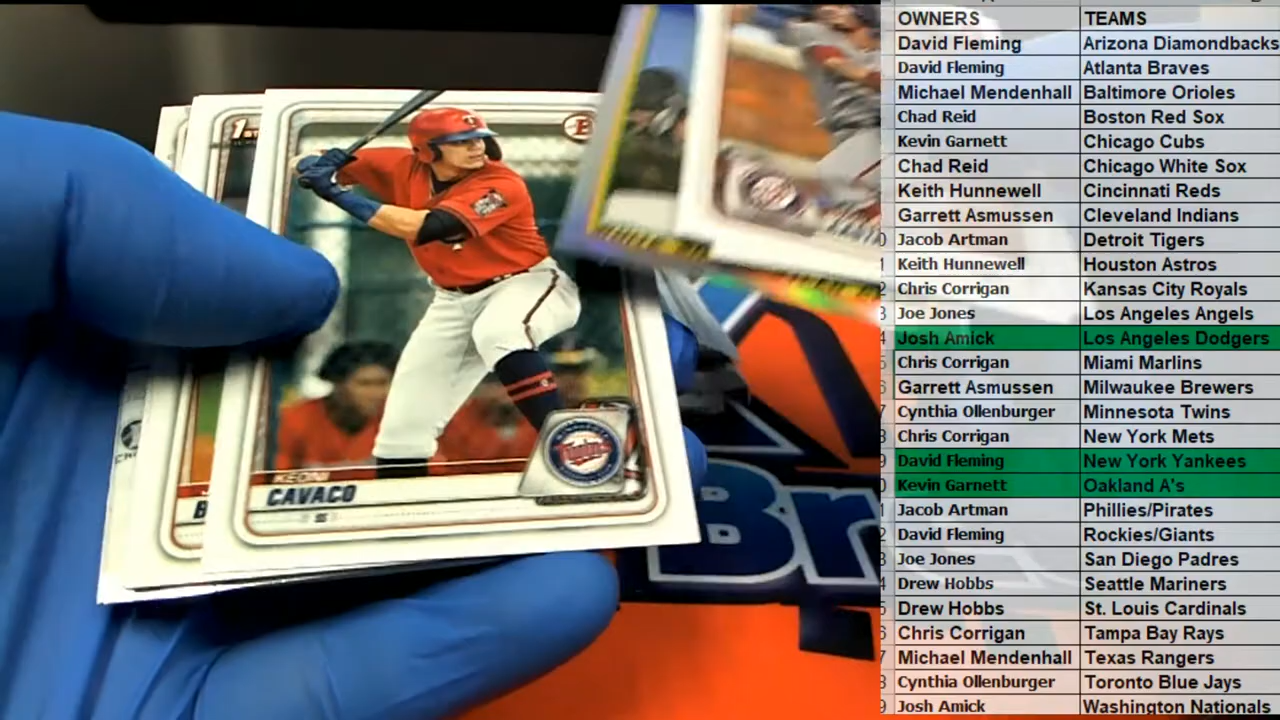 OWNERS TEAMS
David Fleming Arizona Diamondbacks
David Fleming Atlanta Braves
Michael Mendenhall Baltimore Orioles
Chad Reid Boston Red Sox
Kevin Garnett Chicago Cubs
Chad Reid Chicago White Sox
Keith Hunnewell Cincinnati Reds
Garrett Asmussen Cleveland Indians
Jacob Artman Detroit Tigers
Keith Hunnewell Houston Astros
Chris Corrigan Kansas City Royals
Joe Jones Los Angeles Angels
Josh Amick Los Angeles Dodgers
Chris Corrigan Miami Marlins
Garrett Asmussen Milwaukee Brewers
Cynthia Ollenburger Minnesota Twins
Chris Corrigan New York Mets
David Fleming New York Yankees
Kevin Garnett Oakland A's
Jacob Artman Phillies/Pirates
David Fleming Rockies/Giants
Joe Jones San Diego Padres
Drew Hobbs Seattle Mariners
Drew Hobbs St. Louis Cardinals
Chris Corrigan Tampa Bay Rays
Michael Mendenhall Texas Rangers
Cynthia Ollenburger Toronto Blue Jays
Josh Amick Washington Nationals
1st
B
Twins
KEONI
CAVACO
SS
Br